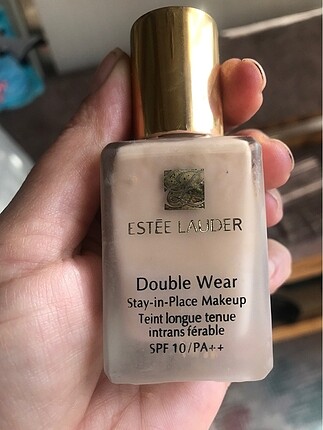 ESTĒE LAUDER
Double Wear
Stay-in-Place Makeup
Teint longue tenue
intrans férable
SPF 10/PA++